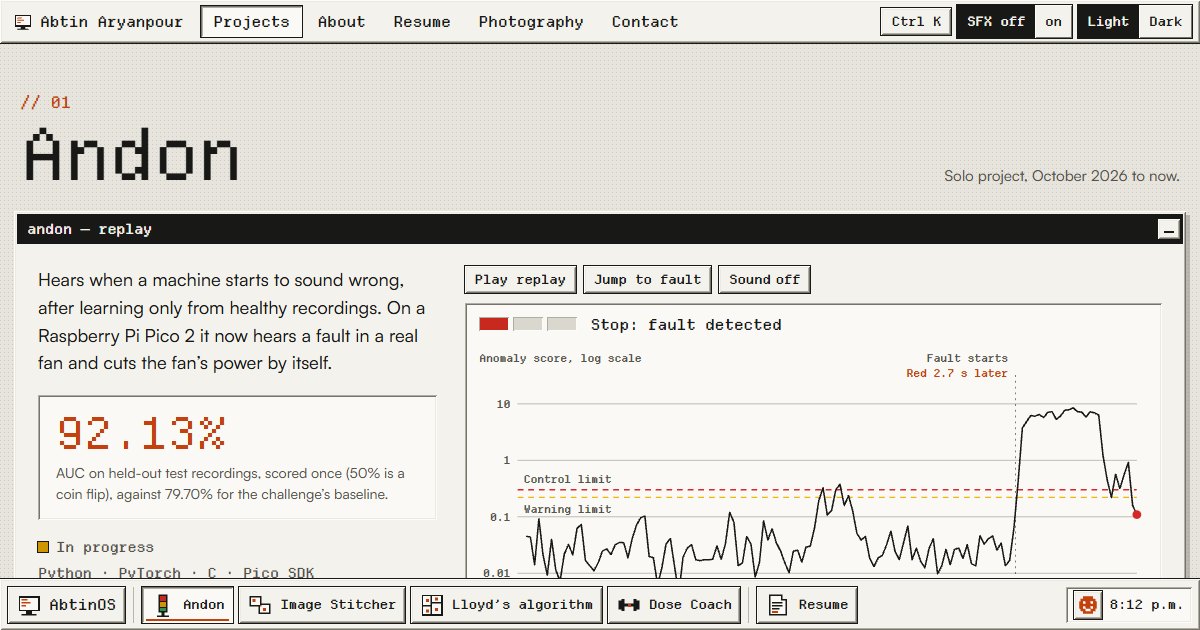 Abtin Aryanpour Projects About Resume Photography Contact Ctrl K SFX off on Light Dark
// 01
Andon
Solo project, October 2026 to now.
andon — replay
Hears when a machine starts to sound wrong,
after learning only from healthy recordings. On a
Raspberry Pi Pico 2 it now hears a fault in a real
fan and cuts the fan's power by itself.
92.13%
AUC on held-out test recordings, scored once (50% is a
coin flip), against 79.70% for the challenge's baseline.
In progress
Python · PyTorch · C · Pico SDK
Play replay Jump to fault Sound off
Stop: fault detected
Anomaly score, log scale
Fault starts
Red 2.7 s later
10
1
Control limit
Warning limit
0.1
0.01
AbtinOS Andon Image Stitcher Lloyd's algorithm Dose Coach Resume 8:12 p.m.